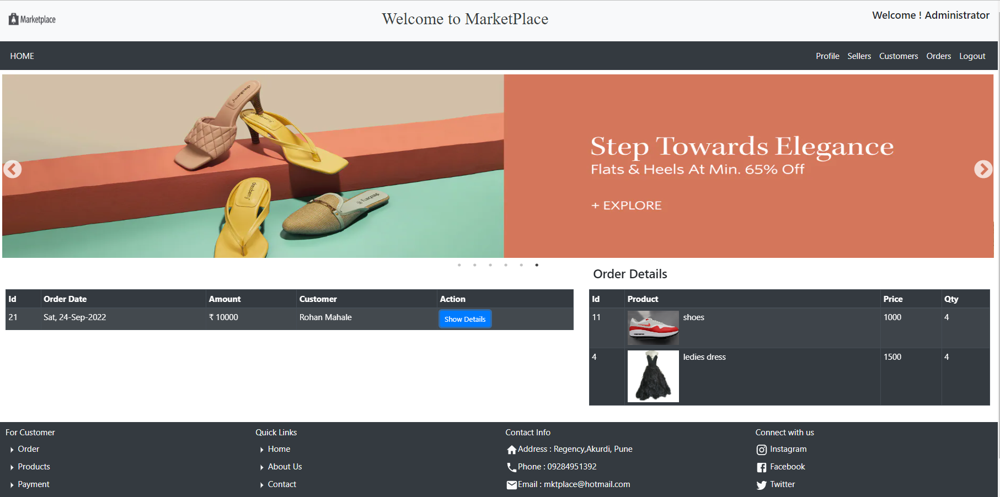 Marketplace
Welcome to MarketPlace
Welcome ! Administrator
HOME
Profile Sellers Customers Orders Logout
dressberry
dressberry
dressberry
Step Towards Elegance
Flats & Heels At Min. 65% Off
+ EXPLORE
Order Details
Id Order Date Amount Customer Action
21 Sat, 24-Sep-2022 ₹ 10000 Rohan Mahale Show Details
Id Product Price Qty
11 shoes 1000 4
4 ledies dress 1500 4
For Customer
Order
Products
Payment
Quick Links
Home
About Us
Contact
Contact Info
Address : Regency,Akurdi, Pune
Phone : 09284951392
Email : mktplace@hotmail.com
Connect with us
Instagram
Facebook
Twitter